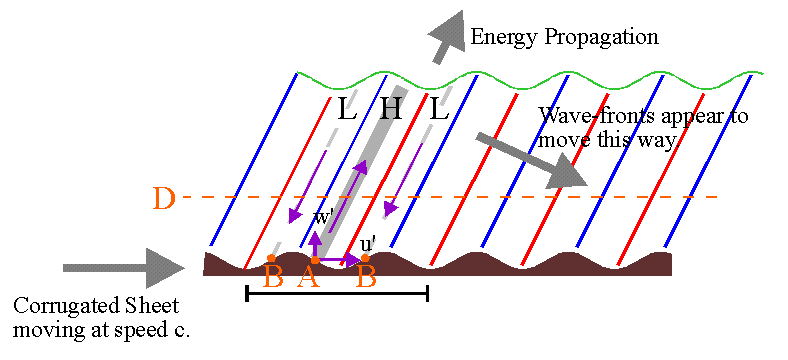 Energy Propagation
L H L
Wave-fronts appear to
move this way.
D
w'
u'
B A B
Corrugated Sheet
moving at speed c.